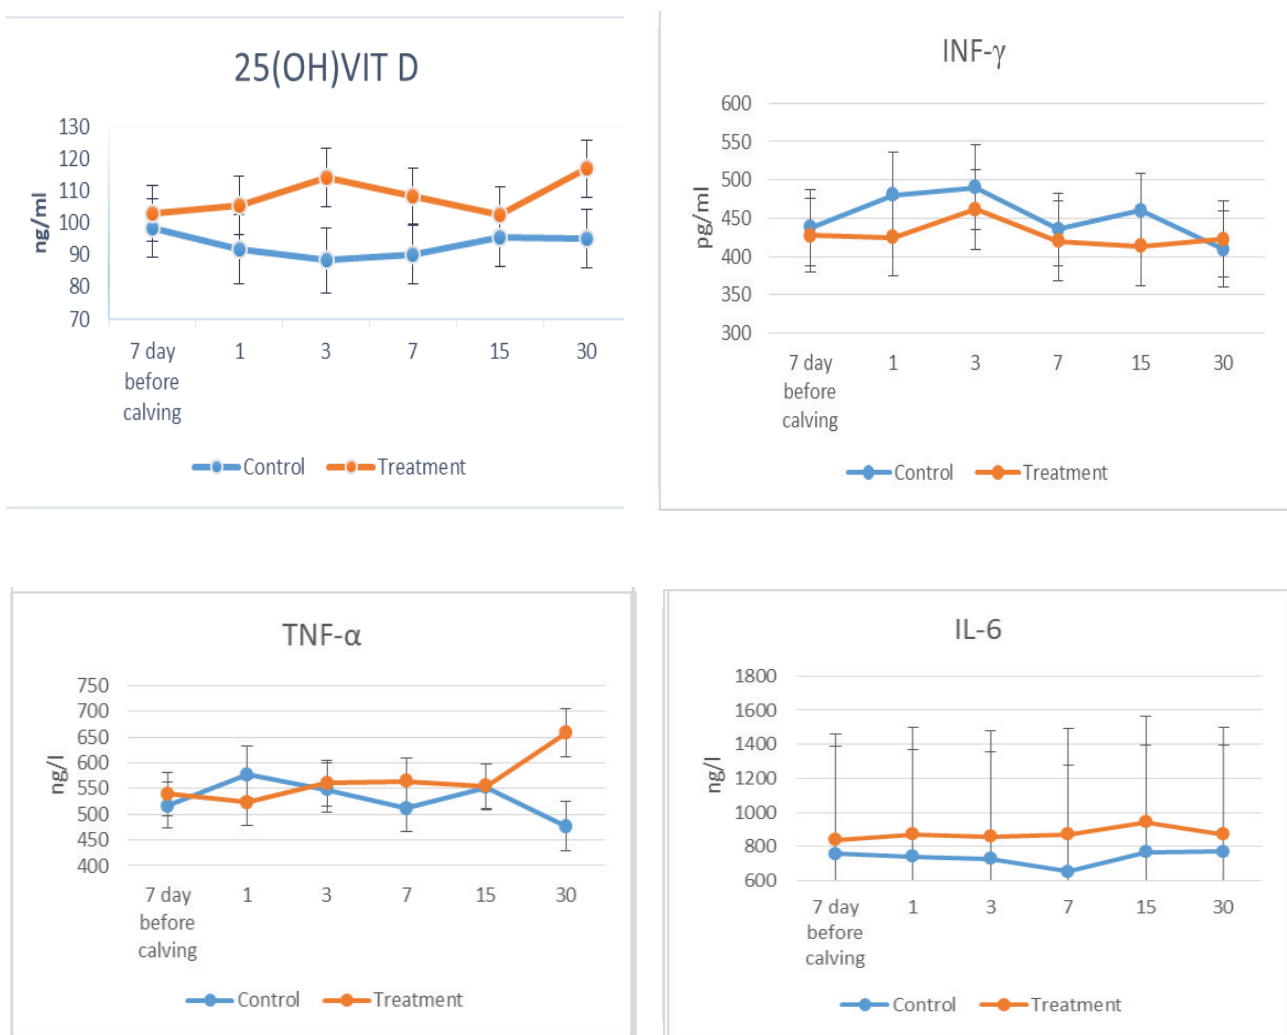 25(OH)VIT D
ng/ml
130
120
110
100
90
80
70
7 day before calving 1 3 7 15 30
Control Treatment
INF-γ
pg/ml
600
550
500
450
400
350
300
7 day before calving 1 3 7 15 30
Control Treatment
TNF-α
ng/l
750
700
650
600
550
500
450
400
7 day before calving 1 3 7 15 30
Control Treatment
IL-6
ng/l
1800
1600
1400
1200
1000
800
600
7 day before calving 1 3 7 15 30
Control Treatment